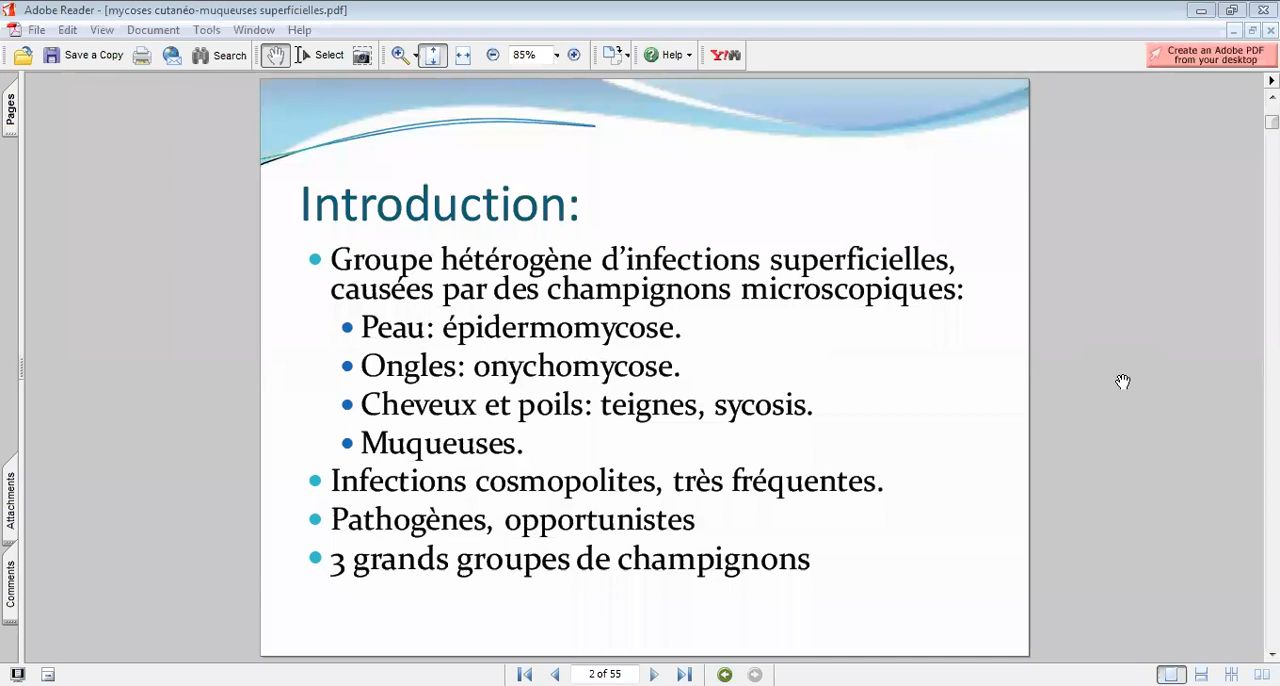 Adobe Reader - [mycoses cutanéo-muqueuses superficielles.pdf]
File Edit View Document Tools Window Help
Save a Copy Search Select 85% Help Y!
Create an Adobe PDF
from your desktop
Pages
Introduction:
• Groupe hétérogène d’infections superficielles,
causées par des champignons microscopiques:
• Peau: épidermomycose.
• Ongles: onychomycose.
• Cheveux et poils: teignes, sycosis.
• Muqueuses.
• Infections cosmopolites, très fréquentes.
• Pathogènes, opportunistes
• 3 grands groupes de champignons
Attachments
Comments
2 of 55